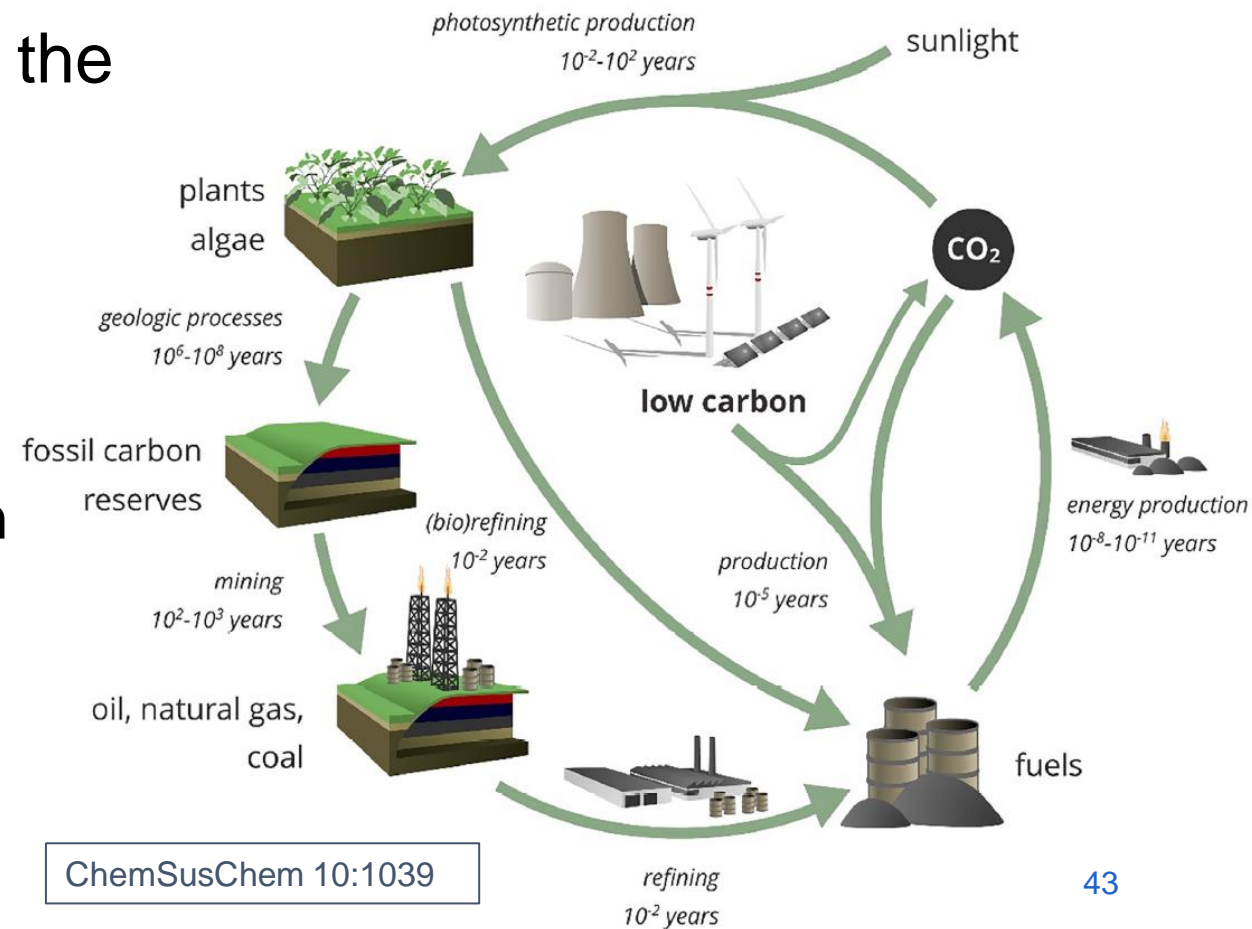 the
photosynthetic production
10⁻²-10² years
sunlight
plants
algae
CO₂
geologic processes
10⁶-10⁸ years
low carbon
fossil carbon
reserves
n
(bio)refining
10⁻² years
energy production
10⁻⁸-10⁻¹¹ years
mining
10²-10³ years
production
10⁻⁵ years
oil, natural gas,
coal
fuels
ChemSusChem 10:1039
refining
10⁻² years
43